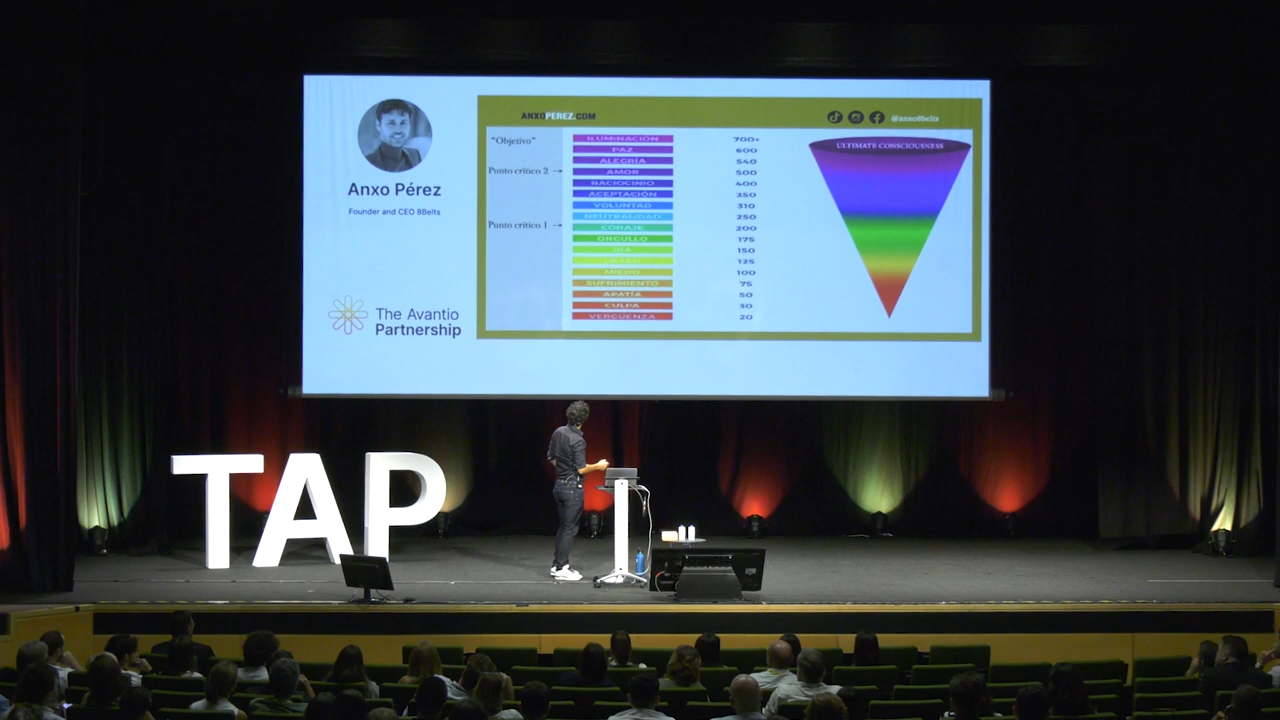 Anxo Pérez
Founder and CEO 8Belts
The Avantio
Partnership
ANXOPEREZ.COM
@anxo8belts
"Objetivo"
ILUMINACIÓN 700+
PAZ 600
ALEGRÍA 540
Punto crítico 2 → AMOR 500
RACIOCINIO 400
ACEPTACIÓN 350
VOLUNTAD 310
NEUTRALIDAD 250
Punto crítico 1 → CORAJE 200
ORGULLO 175
IRA 150
125
MIEDO 100
SUFRIMIENTO 75
APATÍA 50
CULPA 30
VERGÜENZA 20
ULTIMATE CONSCIOUSNESS
TAP